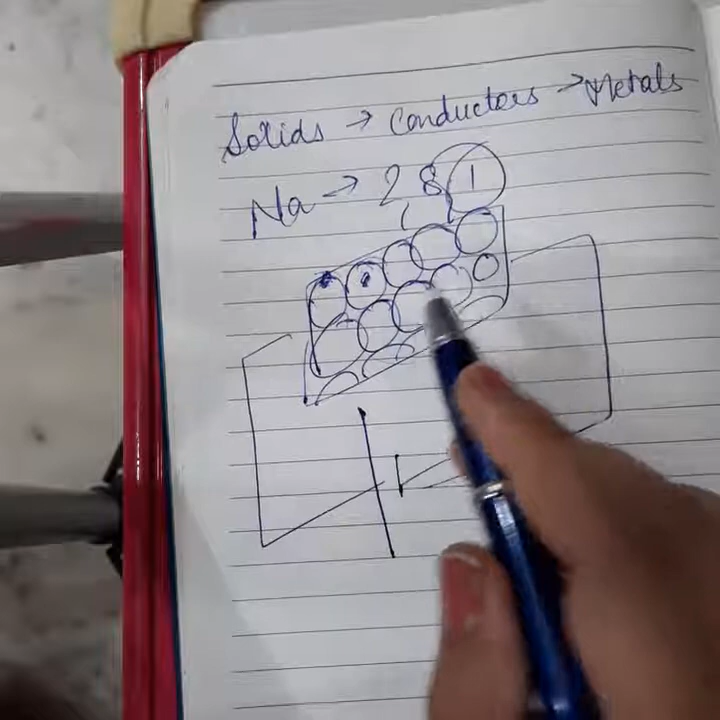 Solids → Conductors → Metals
Na → 2 8 1